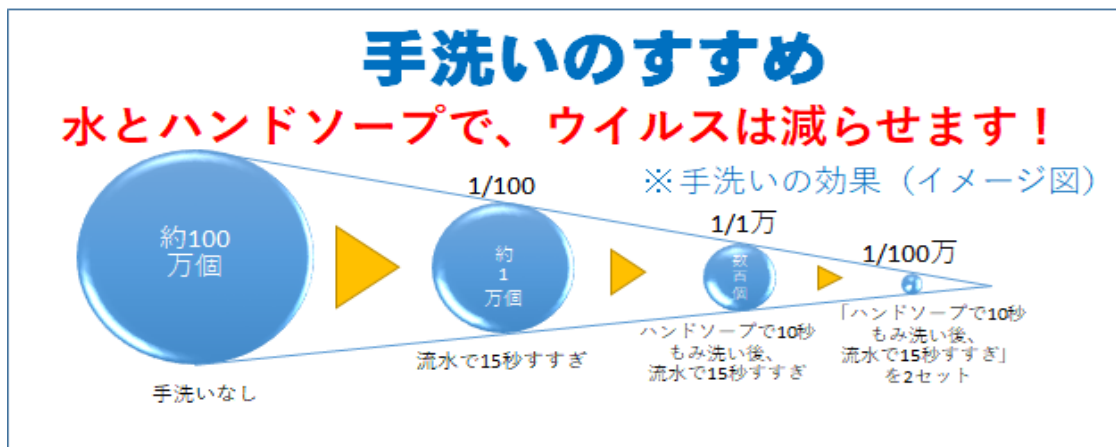 手洗いのすすめ
水とハンドソープで、ウイルスは減らせます！
※手洗いの効果（イメージ図）
約100
万個
手洗いなし
1/100
約
1
万個
流水で15秒すすぎ
1/1万
数
百
個
ハンドソープで10秒
もみ洗い後、
流水で15秒すすぎ
1/100万
「ハンドソープで10秒
もみ洗い後、
流水で15秒すすぎ」
を2セット